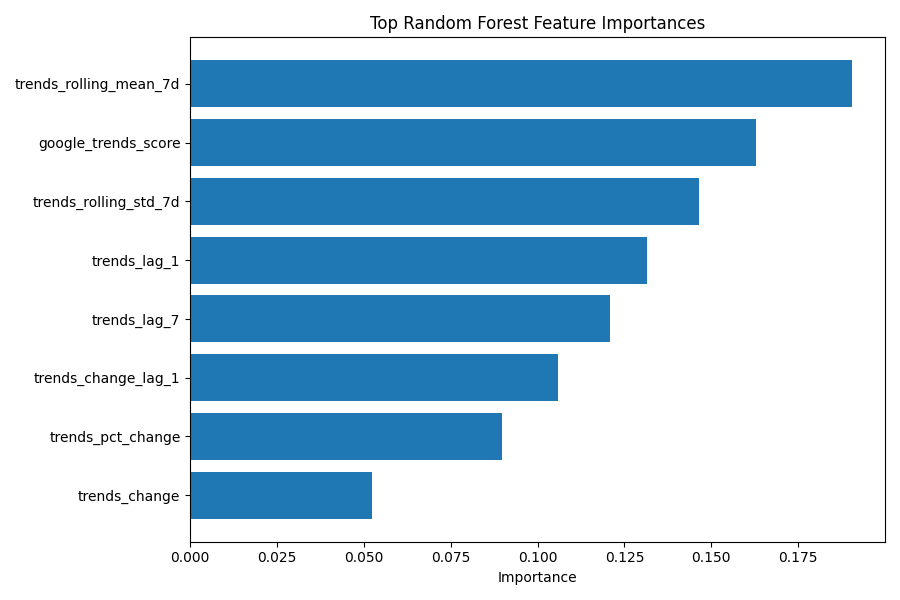 Top Random Forest Feature Importances
trends_rolling_mean_7d
google_trends_score
trends_rolling_std_7d
trends_lag_1
trends_lag_7
trends_change_lag_1
trends_pct_change
trends_change
0.000 0.025 0.050 0.075 0.100 0.125 0.150 0.175
Importance